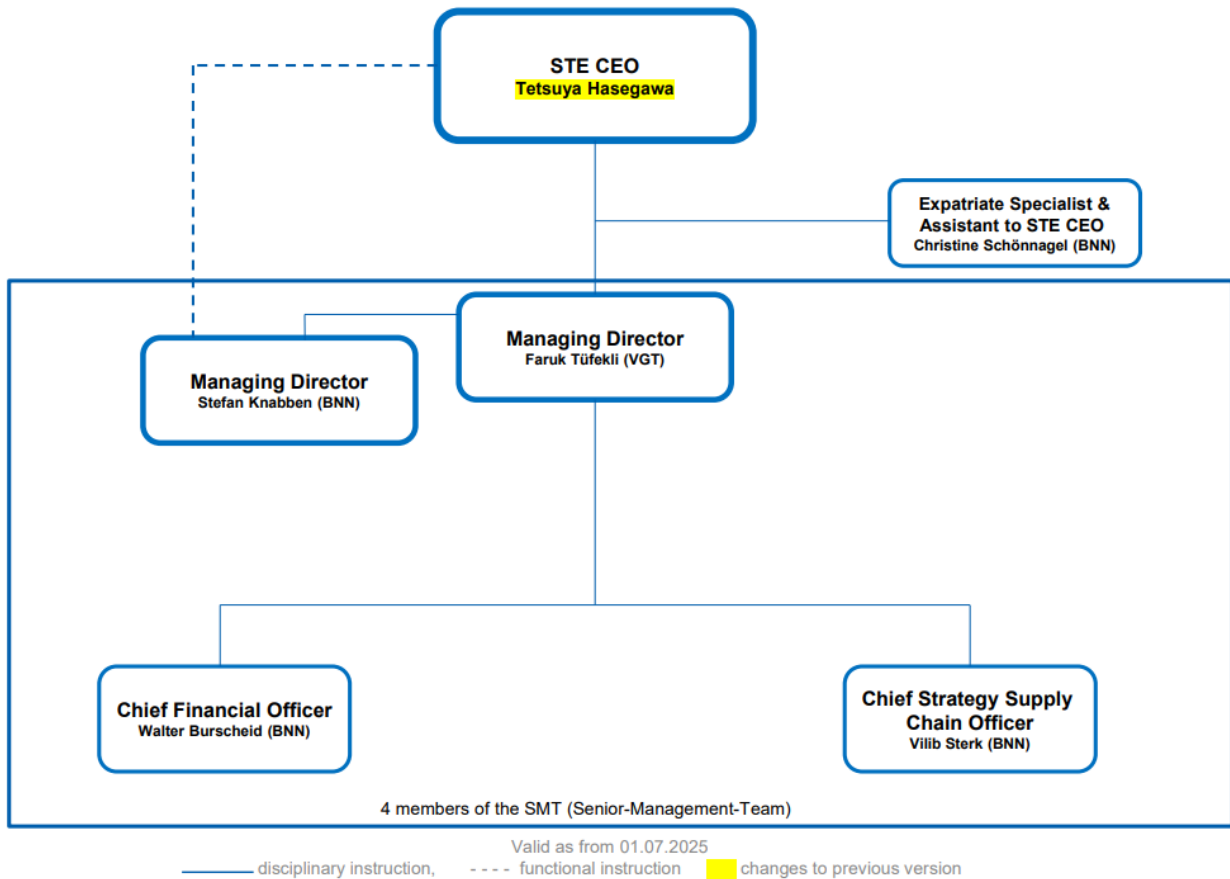 STE CEO
Tetsuya Hasegawa
Expatriate Specialist &
Assistant to STE CEO
Christine Schönnagel (BNN)
Managing Director
Faruk Tüfekli (VGT)
Managing Director
Stefan Knabben (BNN)
Chief Financial Officer
Walter Burscheid (BNN)
Chief Strategy Supply
Chain Officer
Vilib Sterk (BNN)
4 members of the SMT (Senior-Management-Team)
Valid as from 01.07.2025
disciplinary instruction, functional instruction changes to previous version